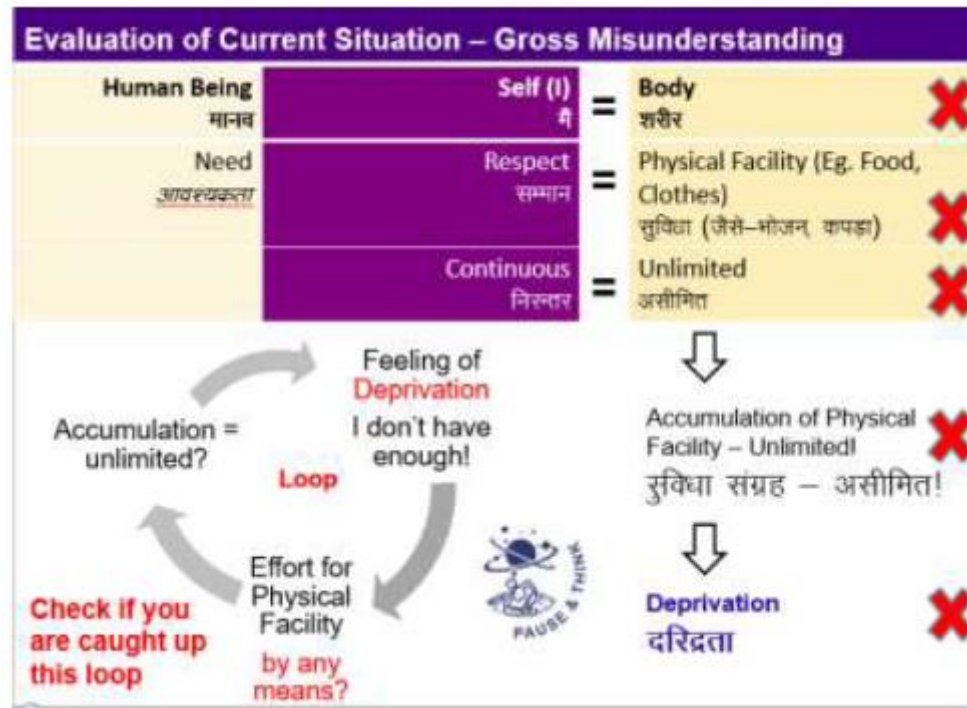 Evaluation of Current Situation – Gross Misunderstanding
Human Being
मानव
Self (I)
मैं
=
Body
शरीर
Need
आवश्यकता
Respect
सम्मान
=
Physical Facility (Eg. Food,
Clothes)
सुविधा (जैसे–भोजन, कपड़ा)
Continuous
निरन्तर
=
Unlimited
असीमित
Feeling of
Deprivation
I don't have
enough!
Accumulation =
unlimited?
Loop
Effort for
Physical
Facility
by any
means?
Check if you
are caught up
this loop
PAUSE & THINK
Accumulation of Physical
Facility – Unlimited!
सुविधा संग्रह – असीमित!
Deprivation
दरिद्रता